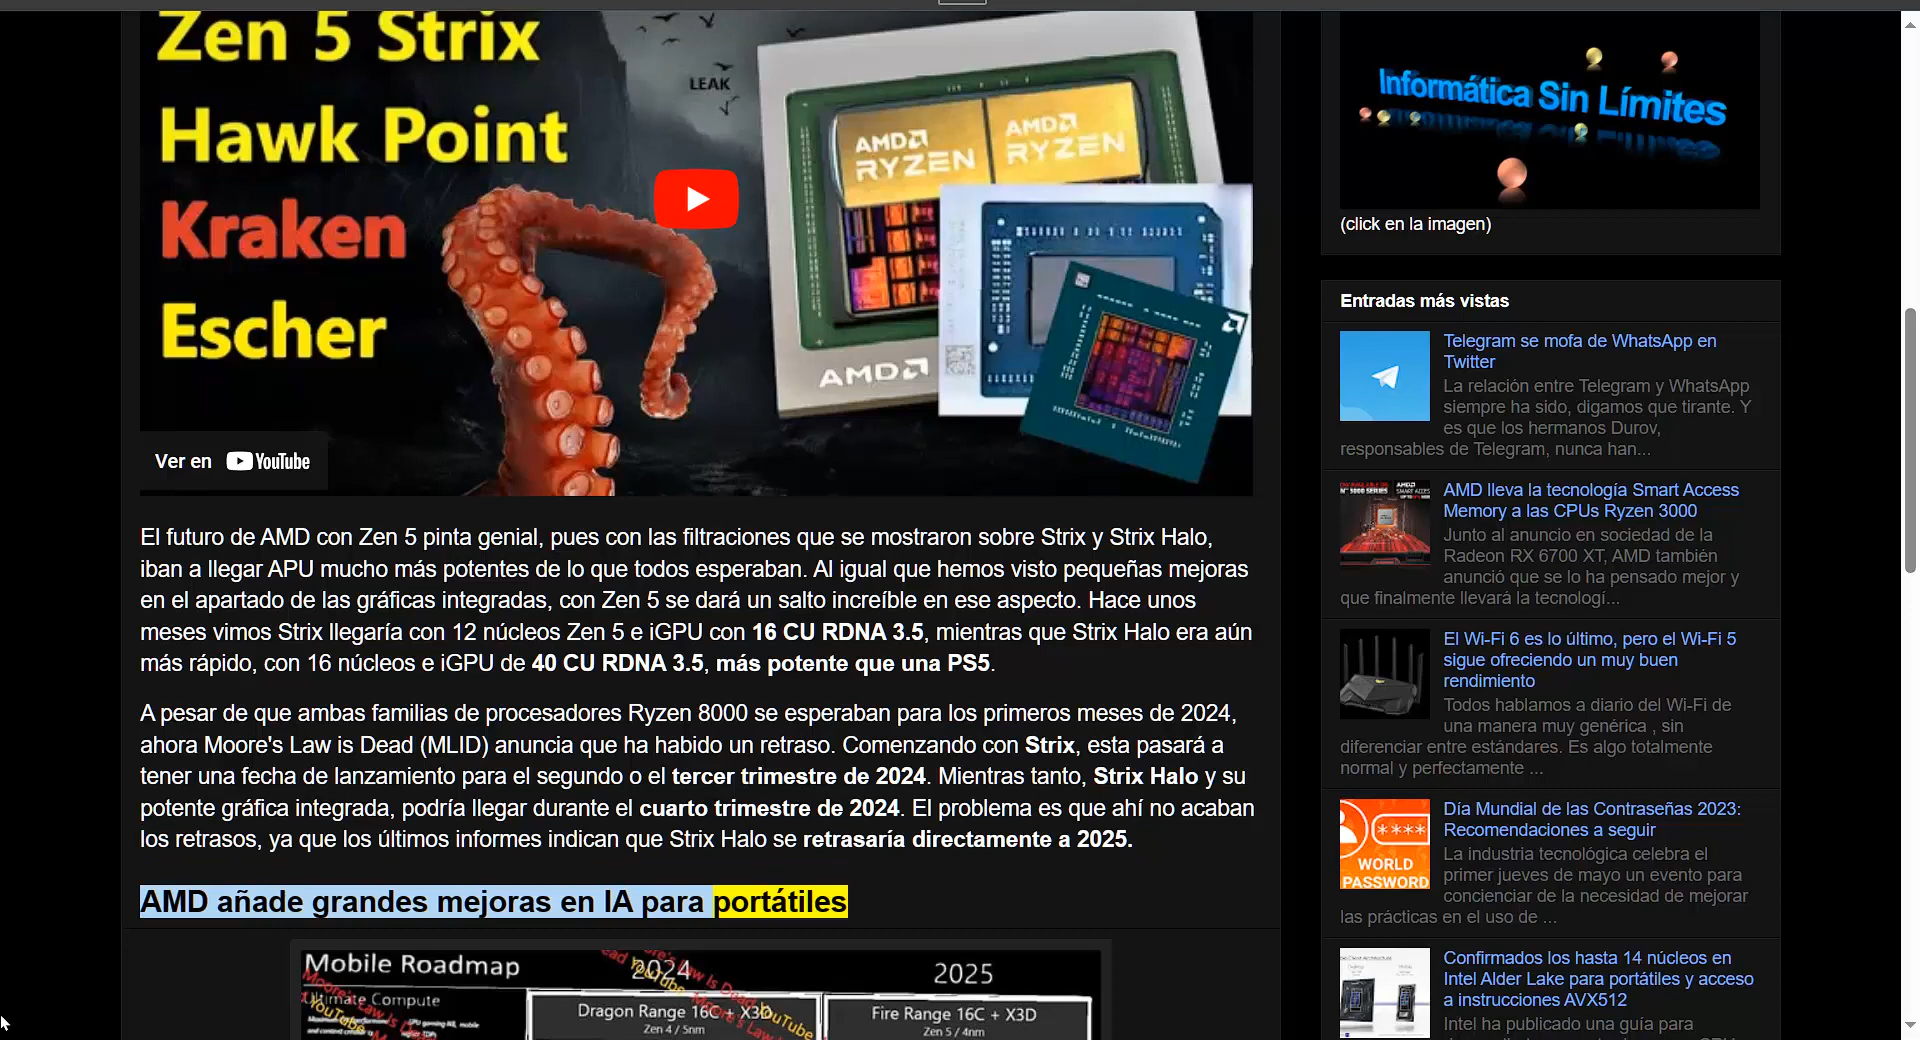 Zen 5 Strix
Hawk Point
Kraken
Escher
LEAK
AMD
RYZEN
AMD
RYZEN
AMD
Ver en YouTube
El futuro de AMD con Zen 5 pinta genial, pues con las filtraciones que se mostraron sobre Strix y Strix Halo,
iban a llegar APU mucho más potentes de lo que todos esperaban. Al igual que hemos visto pequeñas mejoras
en el apartado de las gráficas integradas, con Zen 5 se dará un salto increíble en ese aspecto. Hace unos
meses vimos Strix llegaría con 12 núcleos Zen 5 e iGPU con 16 CU RDNA 3.5, mientras que Strix Halo era aún
más rápido, con 16 núcleos e iGPU de 40 CU RDNA 3.5, más potente que una PS5.
A pesar de que ambas familias de procesadores Ryzen 8000 se esperaban para los primeros meses de 2024,
ahora Moore's Law is Dead (MLID) anuncia que ha habido un retraso. Comenzando con Strix, esta pasará a
tener una fecha de lanzamiento para el segundo o el tercer trimestre de 2024. Mientras tanto, Strix Halo y su
potente gráfica integrada, podría llegar durante el cuarto trimestre de 2024. El problema es que ahí no acaban
los retrasos, ya que los últimos informes indican que Strix Halo se retrasaría directamente a 2025.
AMD añade grandes mejoras en IA para portátiles
Mobile Roadmap
2024
2025
Ultimate Compute
Dragon Range 16C + X3D
Zen 4 / 5nm
Fire Range 16C + X3D
Zen 5 / 4nm
Informática Sin Límites
(click en la imagen)
Entradas más vistas
Telegram se mofa de WhatsApp en
Twitter
La relación entre Telegram y WhatsApp
siempre ha sido, digamos que tirante. Y
es que los hermanos Durov,
responsables de Telegram, nunca han...
AMD lleva la tecnología Smart Access
Memory a las CPUs Ryzen 3000
Junto al anuncio en sociedad de la
Radeon RX 6700 XT, AMD también
anunció que se lo ha pensado mejor y
que finalmente llevará la tecnologí...
El Wi-Fi 6 es lo último, pero el Wi-Fi 5
sigue ofreciendo un muy buen
rendimiento
Todos hablamos a diario del Wi-Fi de
una manera muy genérica , sin
diferenciar entre estándares. Es algo totalmente
normal y perfectamente ...
****
WORLD
PASSWORD
Día Mundial de las Contraseñas 2023:
Recomendaciones a seguir
La industria tecnológica celebra el
primer jueves de mayo un evento para
concienciar de la necesidad de mejorar
las prácticas en el uso de ...
Confirmados los hasta 14 núcleos en
Intel Alder Lake para portátiles y acceso
a instrucciones AVX512
Intel ha publicado una guía para